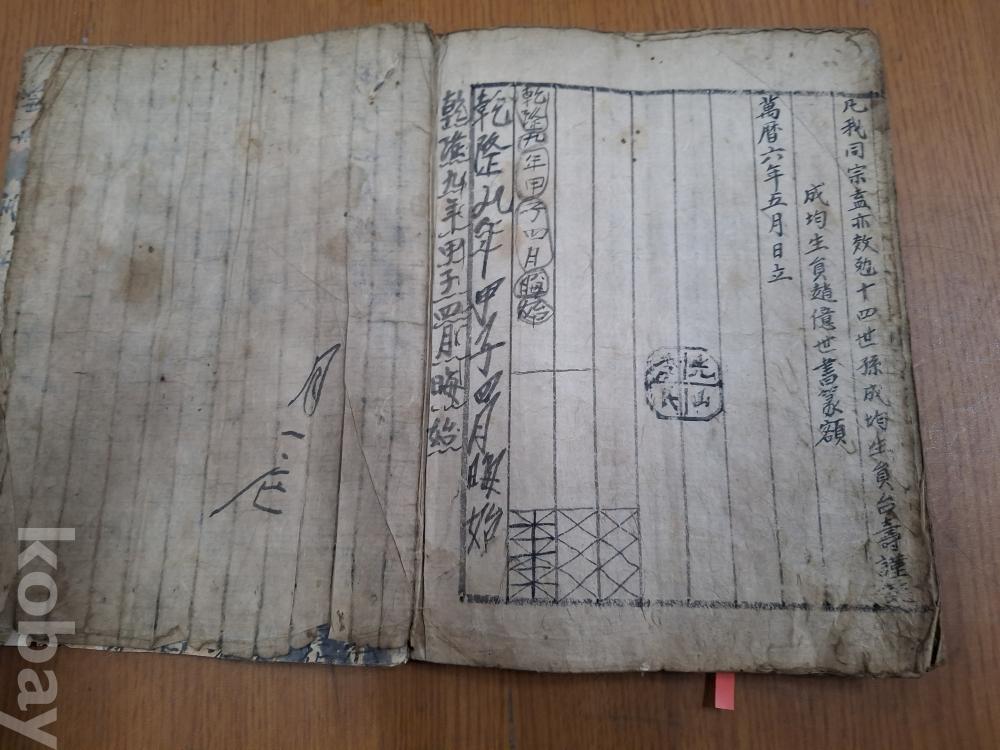 凡我同宗盍亦效勉十四世孫成均生員台壽謹
成均生員趙億世書篆額
萬曆六年五月日立
光山
乾隆九年甲子四月晦始
乾隆九年甲子四月晦始
乾隆九年甲子四月晦始
kobay